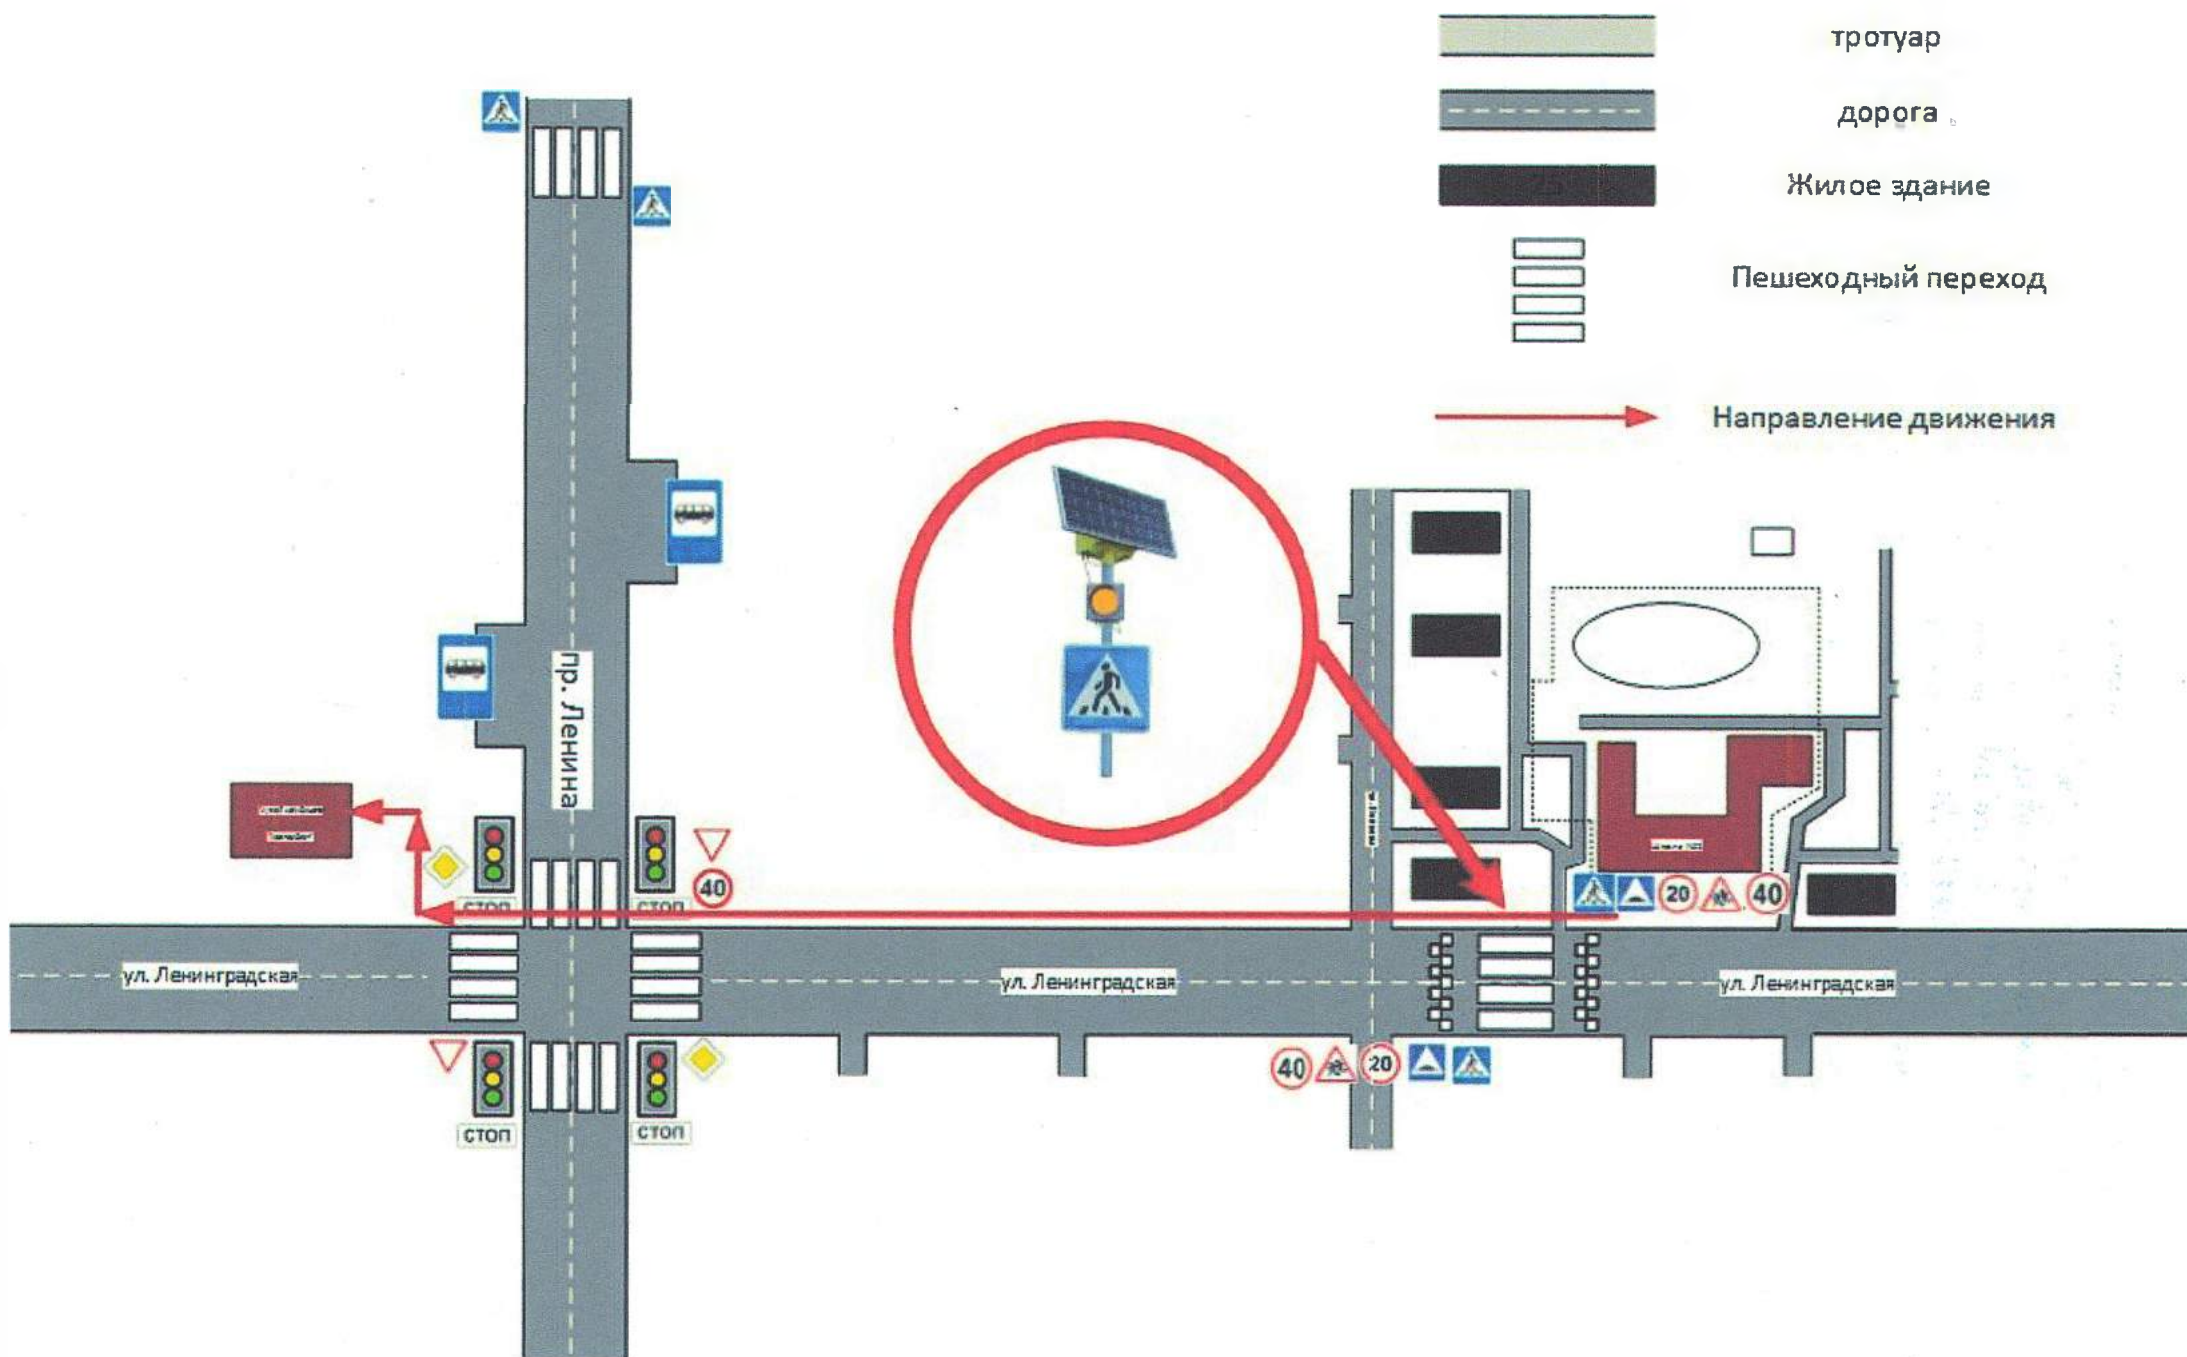 тротуар
дорога
Жилое здание
Пешеходный переход
Направление движения
пр. Ленина
40
СТОП
СТОП
20
40
ул. Ленинградская
ул. Ленинградская
ул. Ленинградская
40
20
СТОП
СТОП